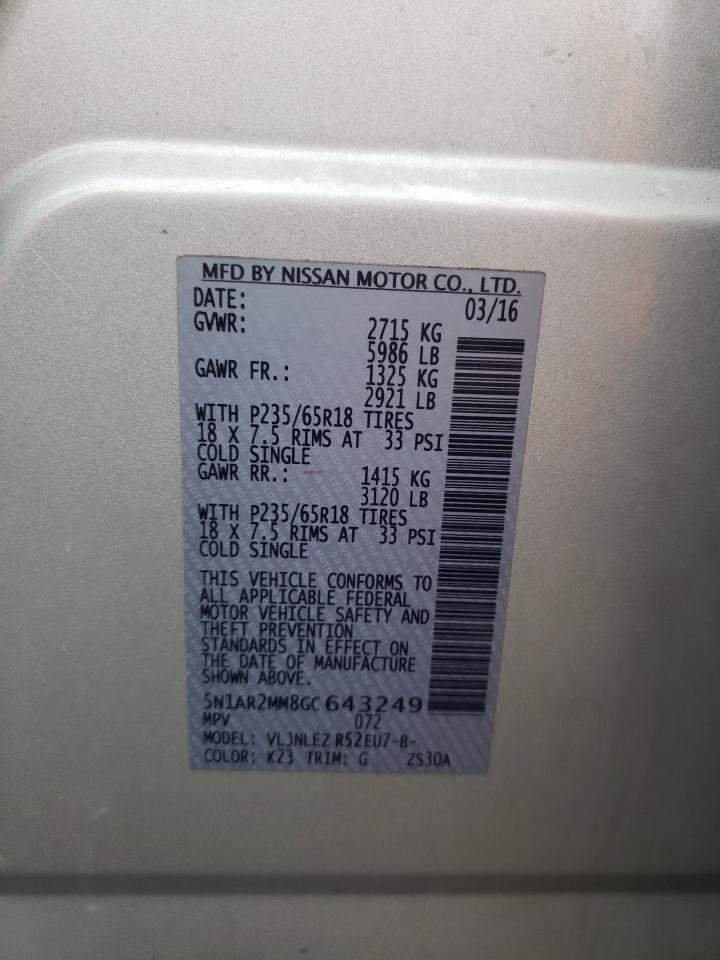 MFD BY NISSAN MOTOR CO., LTD.
DATE: 03/16
GVWR: 2715 KG
5986 LB
GAWR FR.: 1325 KG
2921 LB
WITH P235/65R18 TIRES
18 X 7.5 RIMS AT 33 PSI
COLD SINGLE
GAWR RR.: 1415 KG
3120 LB
WITH P235/65R18 TIRES
18 X 7.5 RIMS AT 33 PSI
COLD SINGLE
THIS VEHICLE CONFORMS TO
ALL APPLICABLE FEDERAL
MOTOR VEHICLE SAFETY AND
THEFT PREVENTION
STANDARDS IN EFFECT ON
THE DATE OF MANUFACTURE
SHOWN ABOVE.
5N1AR2MM8GC643249
MPV 072
MODEL: VLJNLEZ R52EU7-B-
COLOR: K23 TRIM: G ZS30A